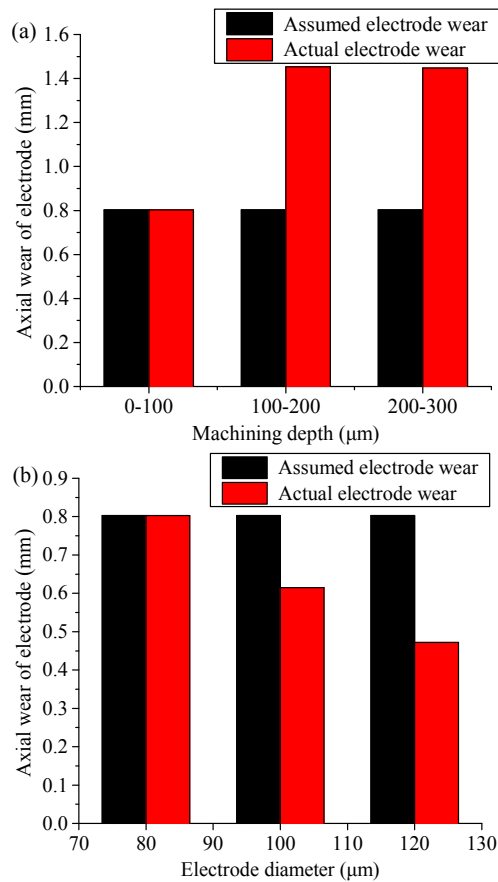 (a)
Assumed electrode wear
Actual electrode wear
1.6
1.4
1.2
1.0
0.8
0.6
0.4
0.2
0.0
Axial wear of electrode (mm)
0-100 100-200 200-300
Machining depth (μm)
(b)
Assumed electrode wear
Actual electrode wear
0.9
0.8
0.7
0.6
0.5
0.4
0.3
0.2
0.1
0.0
Axial wear of electrode (mm)
70 80 90 100 110 120 130
Electrode diameter (μm)